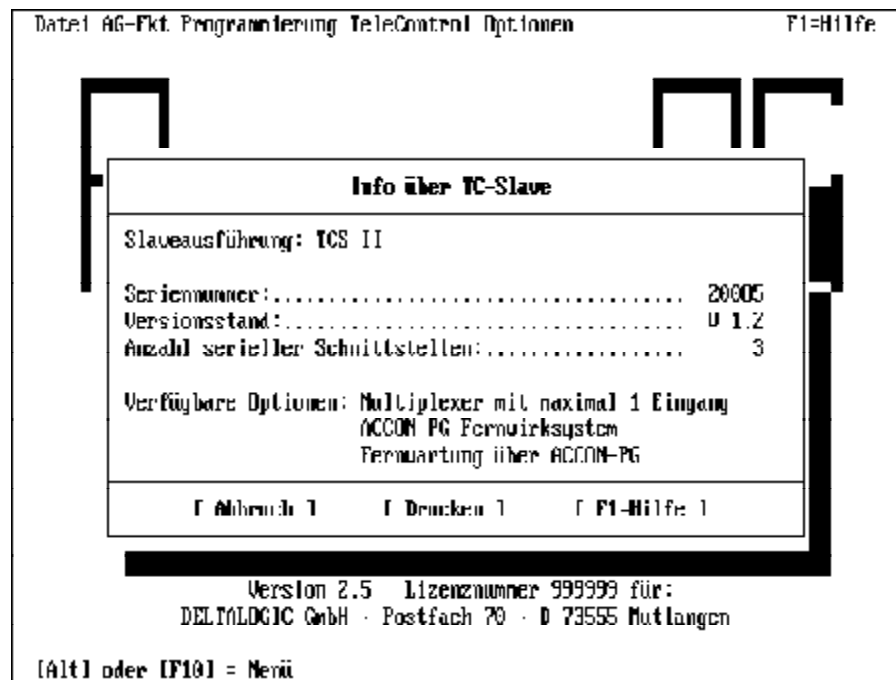 Datei AG-Fkt Programmierung TeleControl Optionen F1=Hilfe
Info über TC-Slave
Slaveausführung: TCS II
Seriennummer:..................................... 20005
Versionsstand:.................................... V 1.2
Anzahl serieller Schnittstellen:.................. 3
Verfügbare Optionen: Multiplexer mit maximal 1 Eingang
ACCON PG Fernwirksystem
Fernwartung über ACCON-PG
[ Abbruch ] [ Drucken ] [ F1-Hilfe ]
Version 2.5 Lizenznummer 999999 für:
DELTALOGIC GmbH · Postfach 70 · D 73555 Mutlangen
[Alt] oder [F10] = Menü